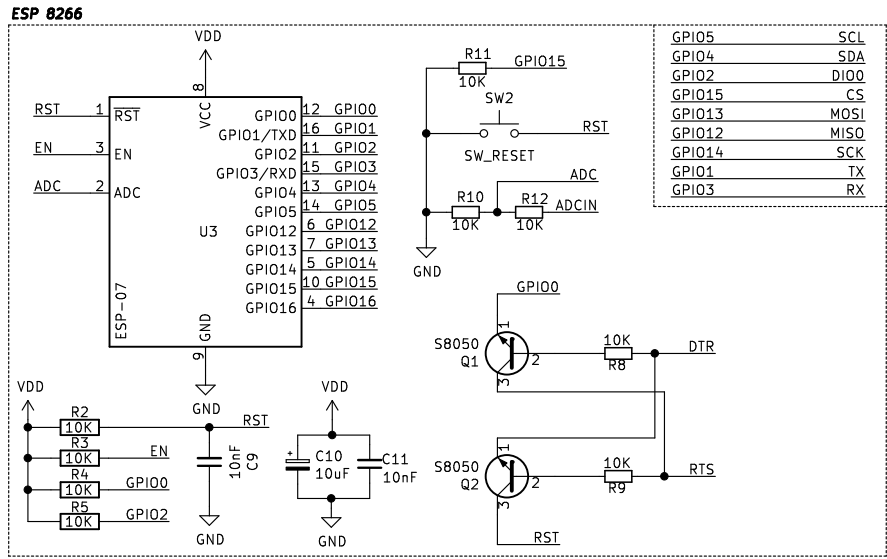 ESP 8266
VDD
8
VCC
RST 1 RST
EN 3 EN
ADC 2 ADC
GPIO0 12 GPIO0
GPIO1/TXD 16 GPIO1
GPIO2 11 GPIO2
GPIO3/RXD 15 GPIO3
GPIO4 13 GPIO4
GPIO5 14 GPIO5
U3 GPIO12 6 GPIO12
GPIO13 7 GPIO13
GPIO14 5 GPIO14
GPIO15 10 GPIO15
GPIO16 4 GPIO16
ESP-07
GND
9
GND
R11
GPIO15
10K
SW2
RST
SW_RESET
ADC
R10 R12
ADCIN
10K 10K
GND
GPIO5 SCL
GPIO4 SDA
GPIO2 DIO0
GPIO15 CS
GPIO13 MOSI
GPIO12 MISO
GPIO14 SCK
GPIO1 TX
GPIO3 RX
GPIO0
1
S8050
Q1
2
3
10K
R8
DTR
1
S8050
Q2
2
3
10K
R9
RTS
RST
VDD
R2
10K
RST
R3
10K
EN
R4
10K
GPIO0
R5
10K
GPIO2
10nF
C9
GND
VDD
+
C10
10uF
C11
10nF
GND